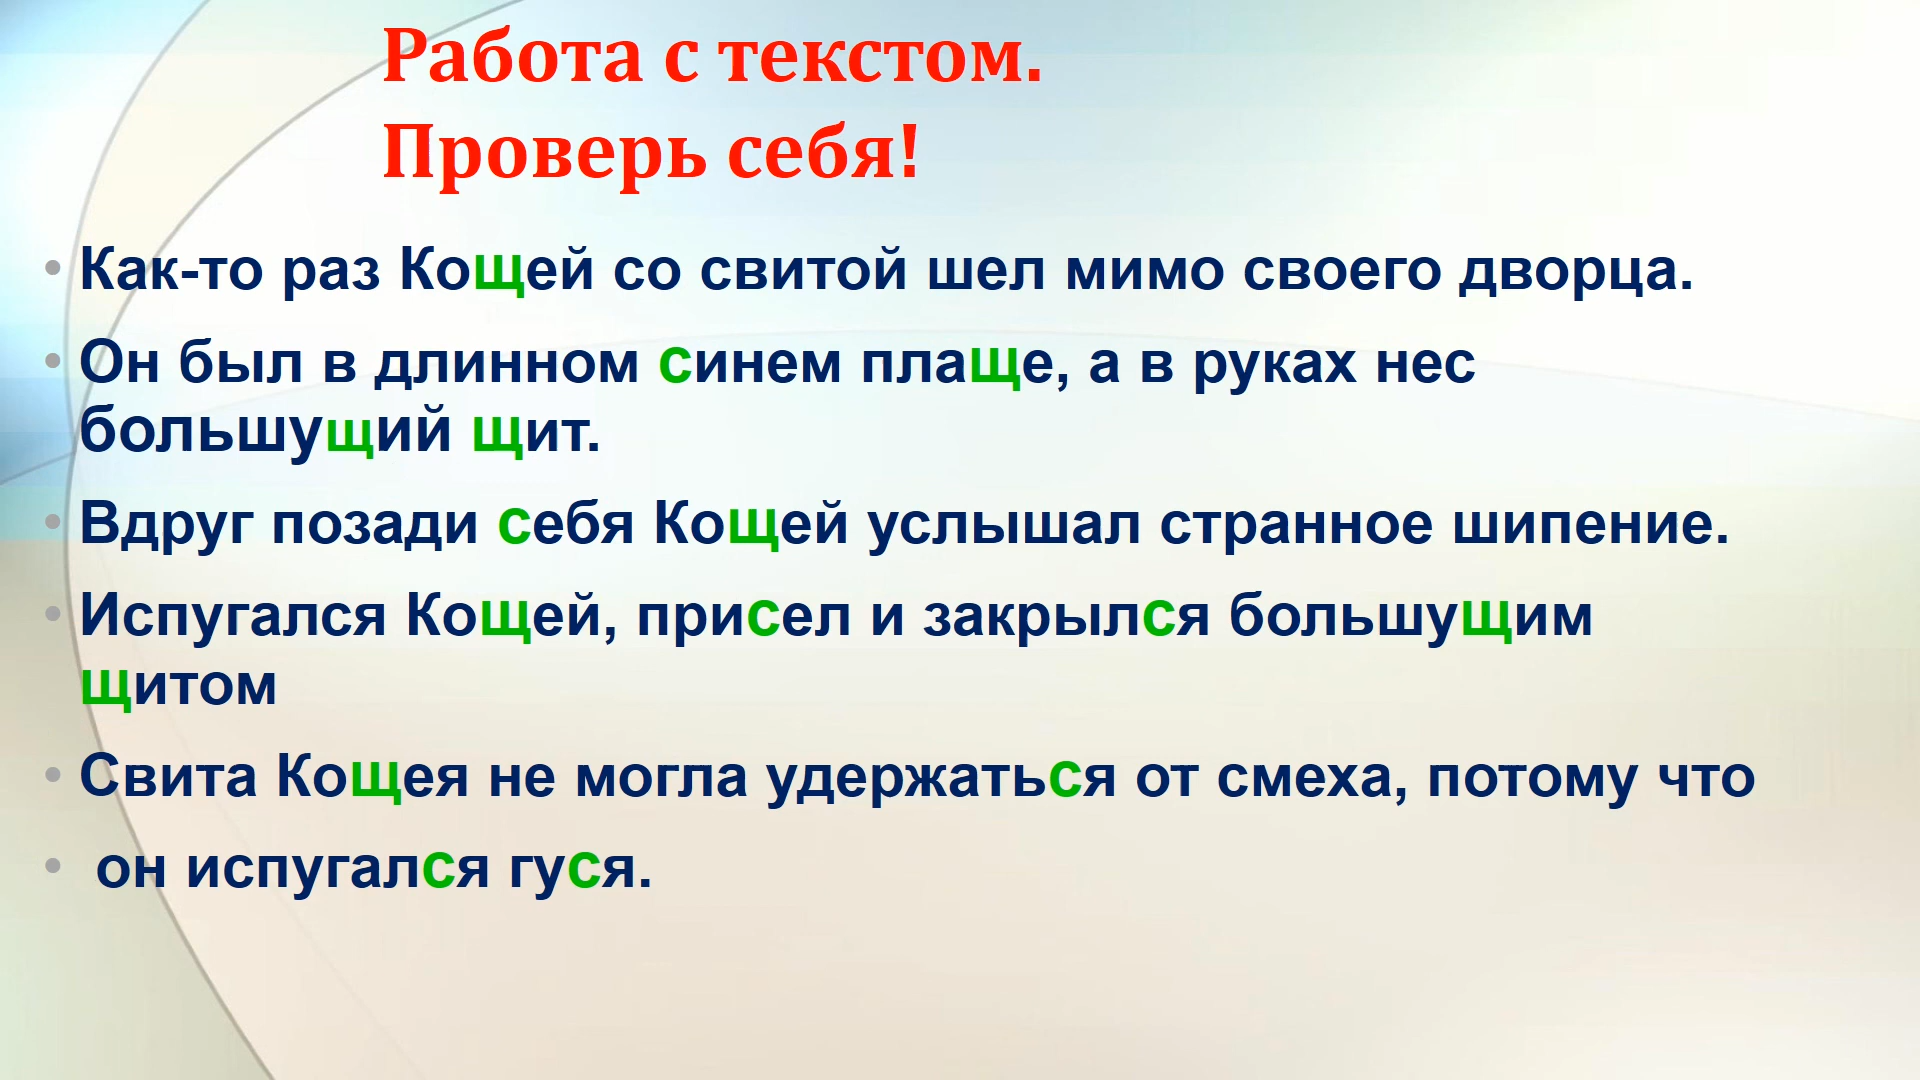 Работа с текстом.
Проверь себя!
• Как-то раз Кощей со свитой шел мимо своего дворца.
• Он был в длинном синем плаще, а в руках нес
большущий щит.
• Вдруг позади себя Кощей услышал странное шипение.
• Испугался Кощей, присел и закрылся большущим
щитом
• Свита Кощея не могла удержаться от смеха, потому что
• он испугался гуся.